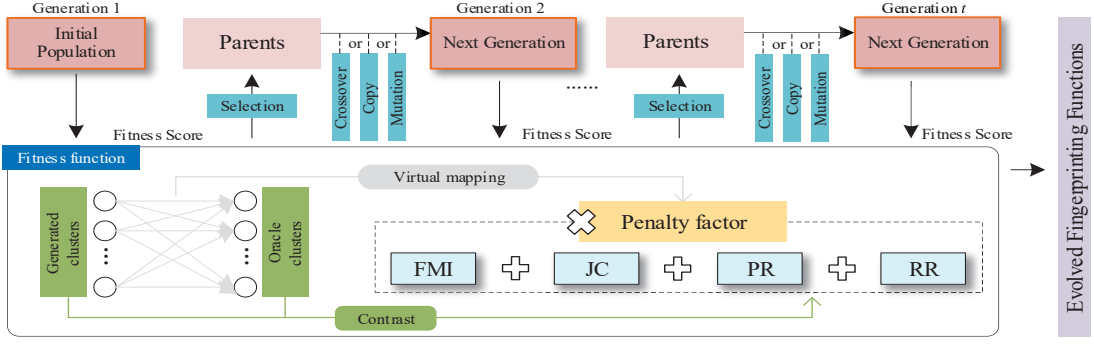 Generation 1
Generation 2
Generation t
Initial
Population
Parents
or
or
Next Generation
Parents
or
or
Next Generation
Crossover
Copy
Mutation
Crossover
Copy
Mutation
Selection
......
Selection
Fitness Score
Fitness Score
Fitness Score
Fitness function
Virtual mapping
Generated
clusters
...
...
Oracle
clusters
Penalty factor
FMI
JC
PR
RR
Contrast
Evolved Fingerprinting Functions